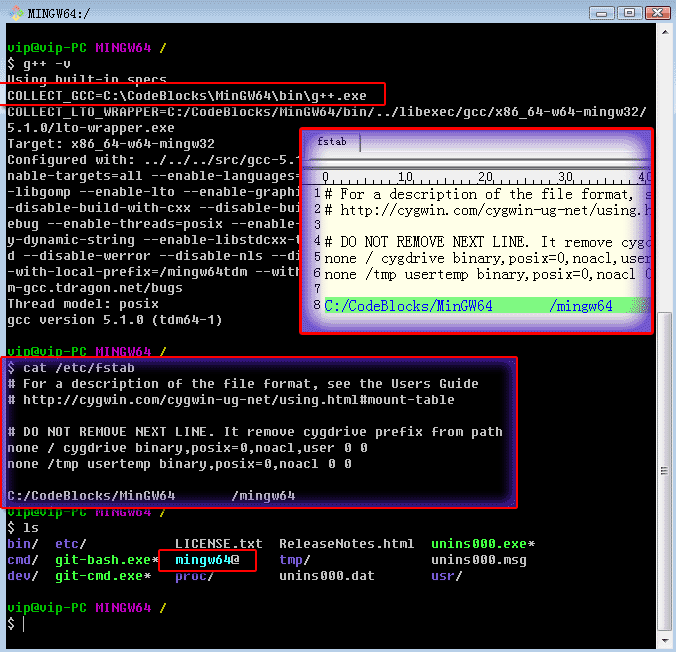 MINGW64:/
vip@vip-PC MINGW64 /
$ g++ -v
Using built-in specs
COLLECT_GCC=C:\CodeBlocks\MinGW64\bin\g++.exe
COLLECT_LTO_WRAPPER=C:/CodeBlocks/MinGW64/bin/../libexec/gcc/x86_64-w64-mingw32/
5.1.0/lto-wrapper.exe
Target: x86_64-w64-mingw32
Configured with: ../../../src/gcc-5.1
nable-targets=all --enable-languages=
-libgomp --enable-lto --enable-graphi
-disable-build-with-cxx --disable-bui
ebug --enable-threads=posix --enable-
y-dynamic-string --enable-libstdcxx-t
d --disable-werror --disable-nls --di
-with-local-prefix=/mingw64tdm --with
m-gcc.tdragon.net/bugs
Thread model: posix
gcc version 5.1.0 (tdm64-1)
fstab
0 1,0 2,0 3,0 4,0
1 # For a description of the file format, s
2 # http://cygwin.com/cygwin-ug-net/using.h
3
4 # DO NOT REMOVE NEXT LINE. It remove cygd
5 none / cygdrive binary,posix=0,noacl,user
6 none /tmp usertemp binary,posix=0,noacl 0
7
8 C:/CodeBlocks/MinGW64 /mingw64
vip@vip-PC MINGW64 /
$ cat /etc/fstab
# For a description of the file format, see the Users Guide
# http://cygwin.com/cygwin-ug-net/using.html#mount-table
# DO NOT REMOVE NEXT LINE. It remove cygdrive prefix from path
none / cygdrive binary,posix=0,noacl,user 0 0
none /tmp usertemp binary,posix=0,noacl 0 0
C:/CodeBlocks/MinGW64 /mingw64
vip@vip-PC MINGW64 /
$ ls
bin/ etc/ LICENSE.txt ReleaseNotes.html unins000.exe*
cmd/ git-bash.exe* mingw64@ tmp/ unins000.msg
dev/ git-cmd.exe* proc/ unins000.dat usr/
vip@vip-PC MINGW64 /
$